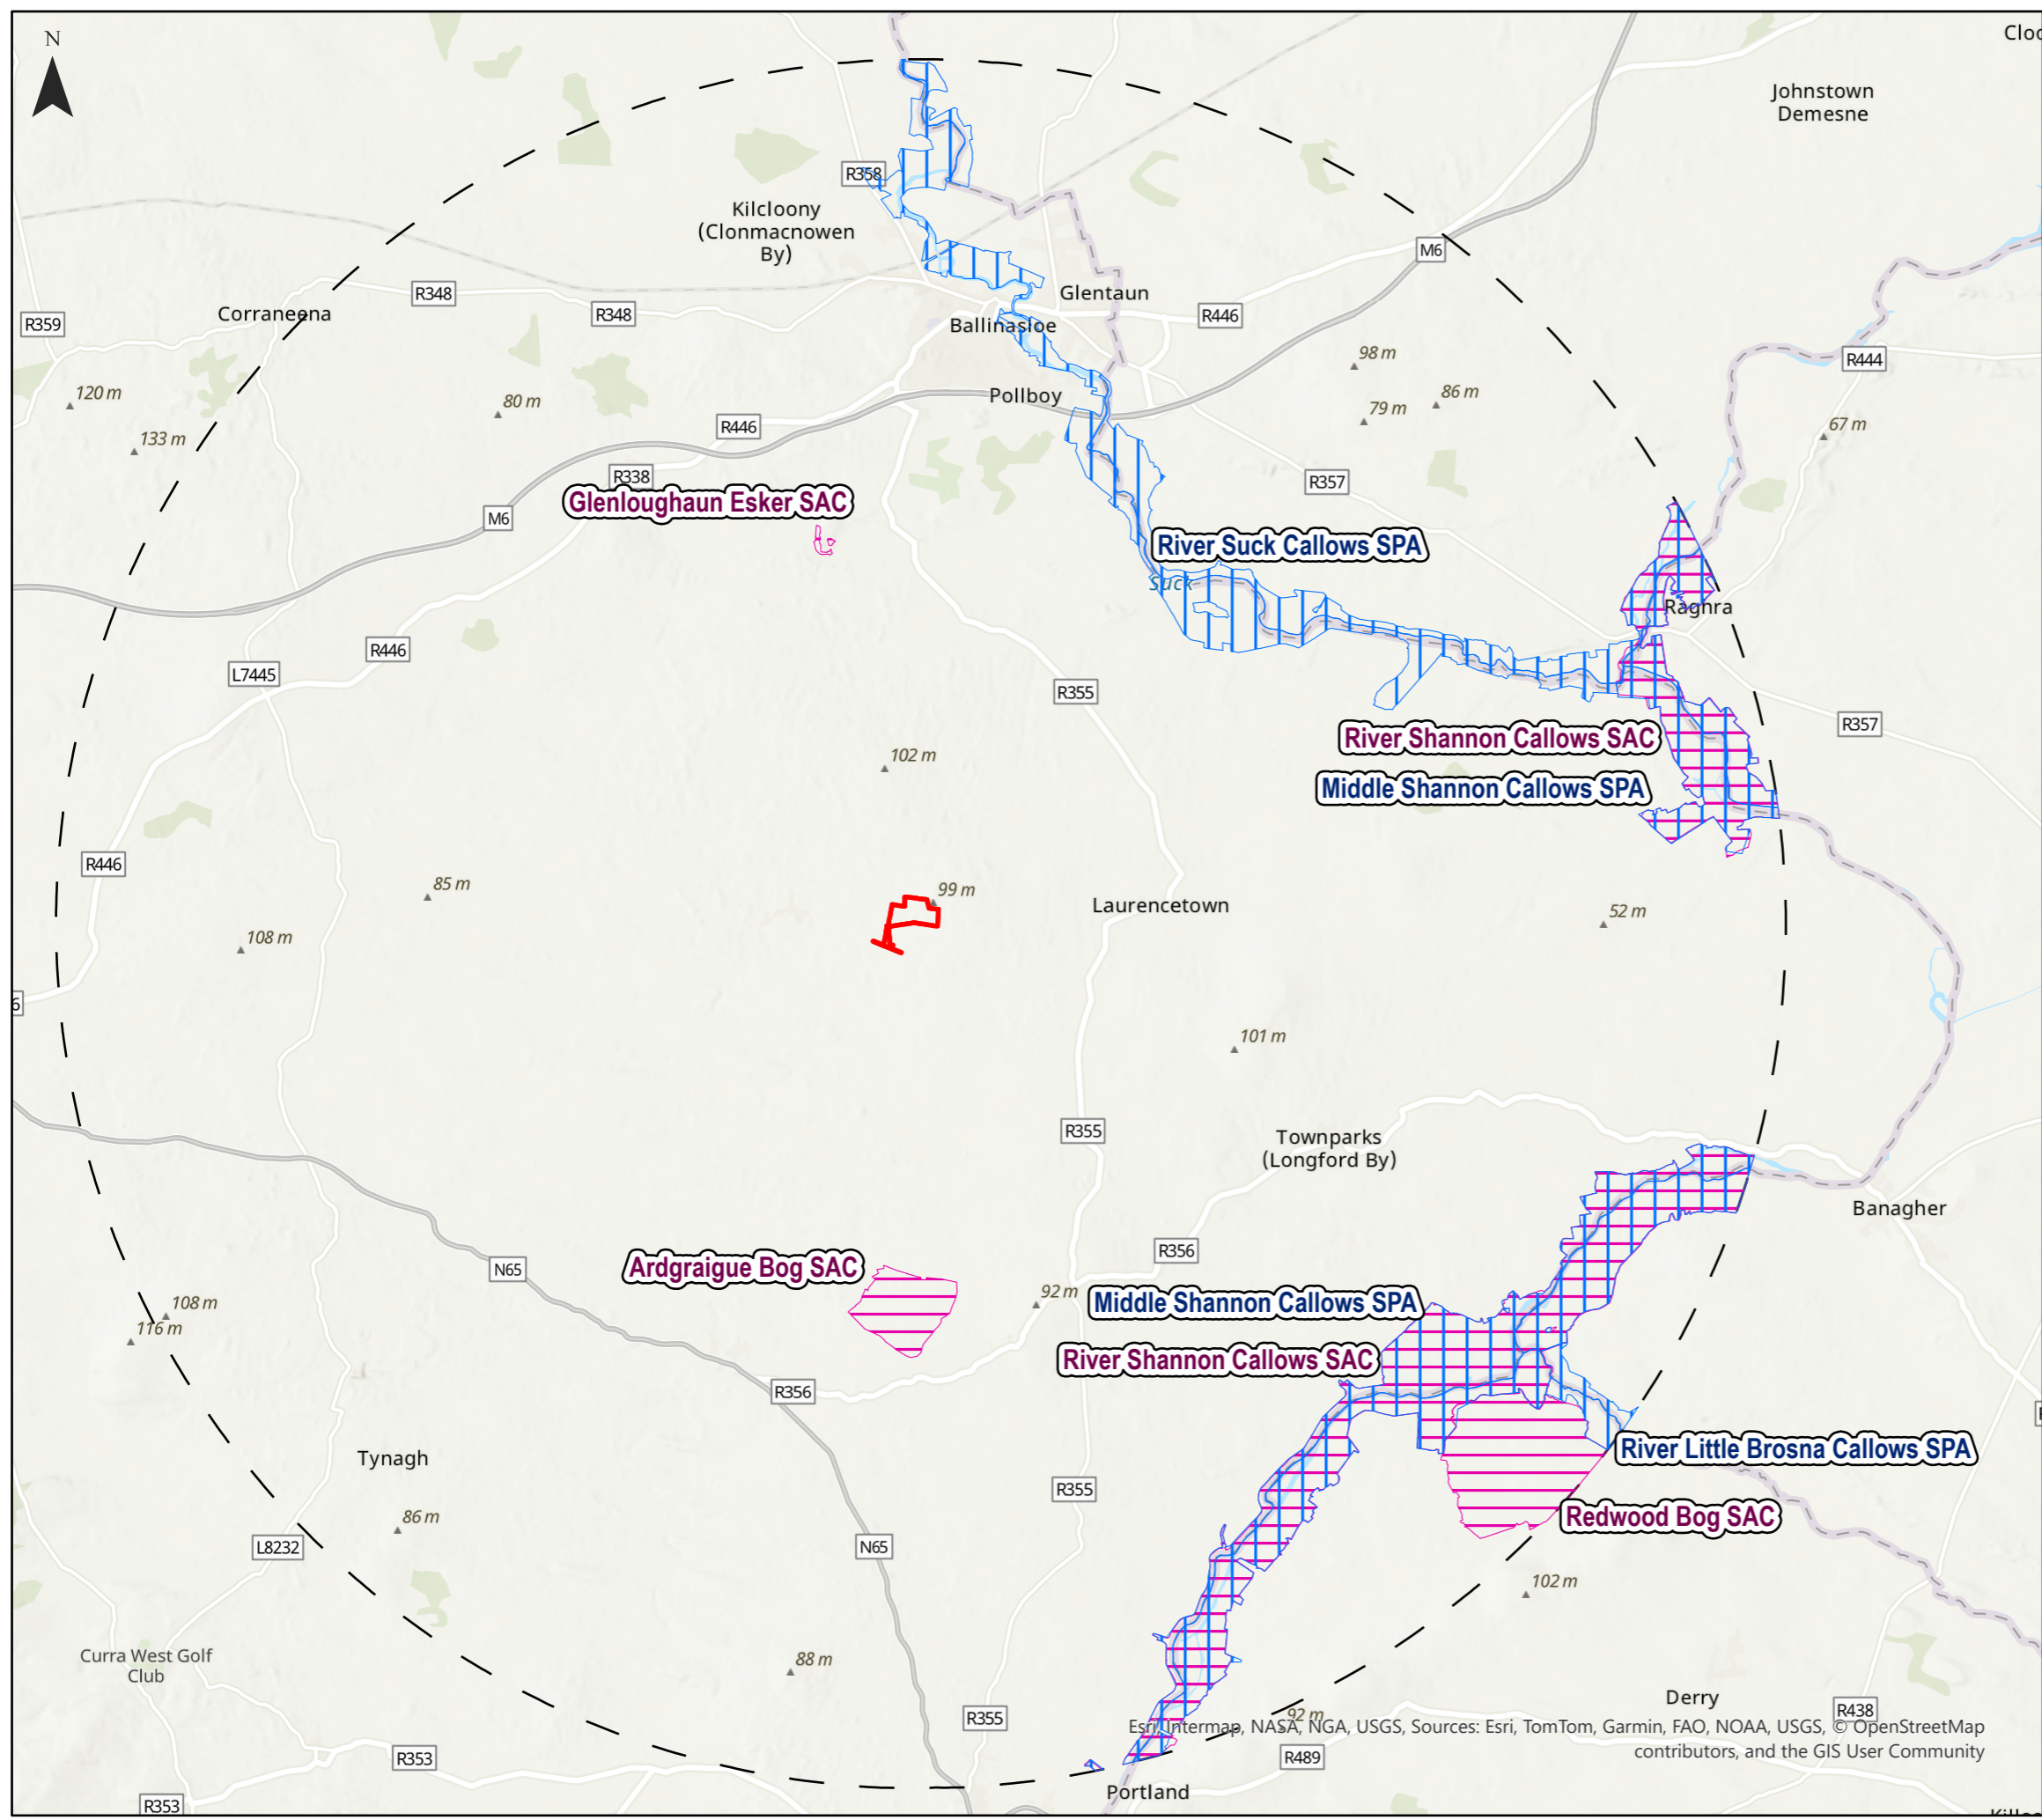 N
Cloc
Johnstown
Demesne
R358
Kilcloony
(Clonmacnowen
By)
M6
Glentaun
R348
Corraneena
R348
R446
R359
Ballinasloe
98 m
R444
120 m
80 m
Pollboy
86 m
79 m
R446
133 m
67 m
R338
R357
Glenloughaun Esker SAC
M6
River Suck Callows SPA
Suck
Raghra
R446
L7445
R355
R357
River Shannon Callows SAC
102 m
Middle Shannon Callows SPA
R446
85 m
99 m
Laurencetown
52 m
108 m
6
101 m
R355
Townparks
(Longford By)
Banagher
R356
Ardgraigue Bog SAC
N65
92 m
108 m
Middle Shannon Callows SPA
116 m
River Shannon Callows SAC
R356
River Little Brosna Callows SPA
Tynagh
R355
86 m
Redwood Bog SAC
L8232
N65
102 m
Curra West Golf
Club
88 m
Derry
R438
R355
92 m
Esri, Intermap, NASA, NGA, USGS, Sources: Esri, TomTom, Garmin, FAO, NOAA, USGS, © OpenStreetMap
contributors, and the GIS User Community
R353
R489
Portland
R353